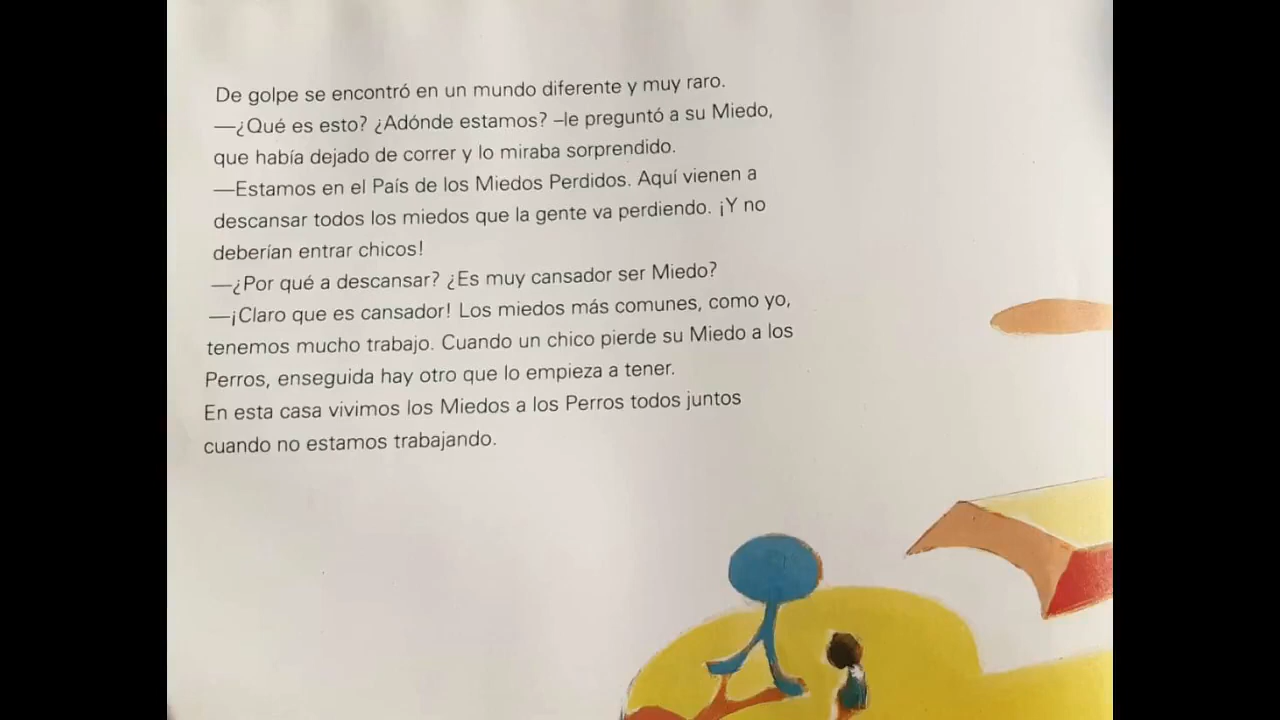 De golpe se encontró en un mundo diferente y muy raro.
—¿Qué es esto? ¿Adónde estamos? –le preguntó a su Miedo,
que había dejado de correr y lo miraba sorprendido.
—Estamos en el País de los Miedos Perdidos. Aquí vienen a
descansar todos los miedos que la gente va perdiendo. ¡Y no
deberían entrar chicos!
—¿Por qué a descansar? ¿Es muy cansador ser Miedo?
—¡Claro que es cansador! Los miedos más comunes, como yo,
tenemos mucho trabajo. Cuando un chico pierde su Miedo a los
Perros, enseguida hay otro que lo empieza a tener.
En esta casa vivimos los Miedos a los Perros todos juntos
cuando no estamos trabajando.